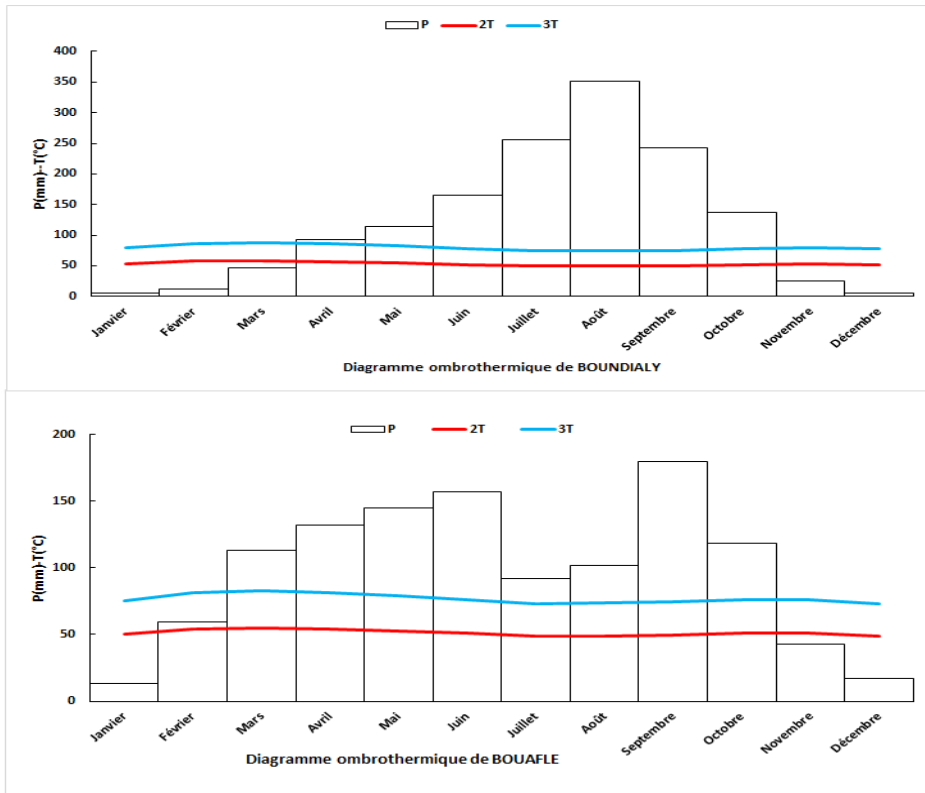 P 2T 3T
400
350
300
250
200
150
100
50
0
P(mm)--T(°C)
Janvier Février Mars Avril Mai Juin Juillet Août Septembre Octobre Novembre Décembre
Diagramme ombrothermique de BOUNDIALY
P 2T 3T
200
150
100
50
0
P(mm)-T(°C)
Janvier Février Mars Avril Mai Juin Juillet Août Septembre Octobre Novembre Décembre
Diagramme ombrothermique de BOUAFLE